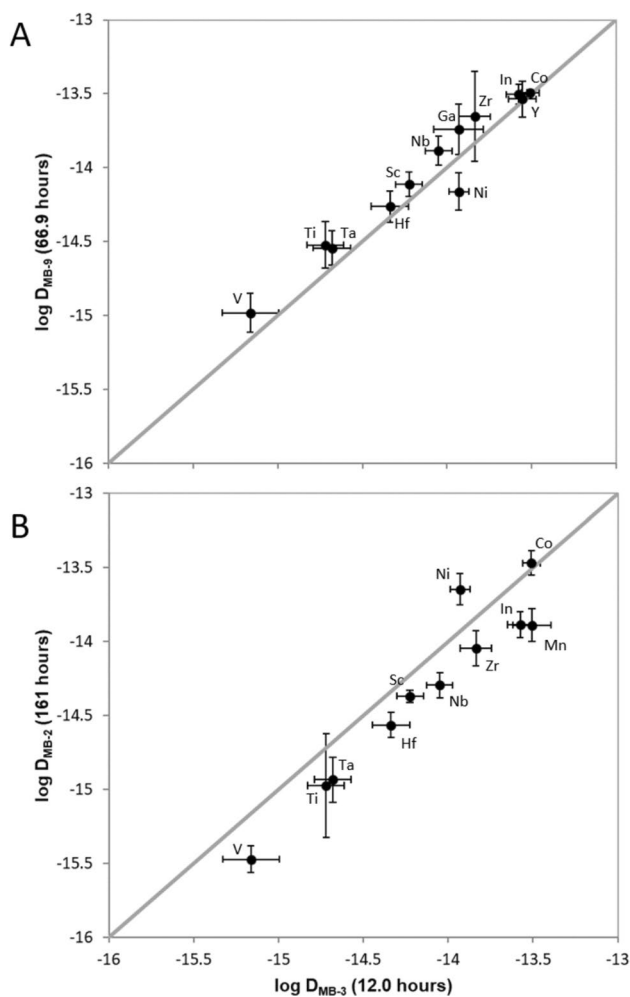 A
-13
-13.5
-14
-14.5
-15
-15.5
-16
log D_MB-9 (66.9 hours)
In Co
Zr Y
Ga
Nb
Sc
Ni
Hf
Ti Ta
V
B
-13
-13.5
-14
-14.5
-15
-15.5
-16
log D_MB-2 (161 hours)
Co
Ni
In
Mn
Zr
Sc
Nb
Hf
Ta
Ti
V
-16 -15.5 -15 -14.5 -14 -13.5 -13
log D_MB-3 (12.0 hours)